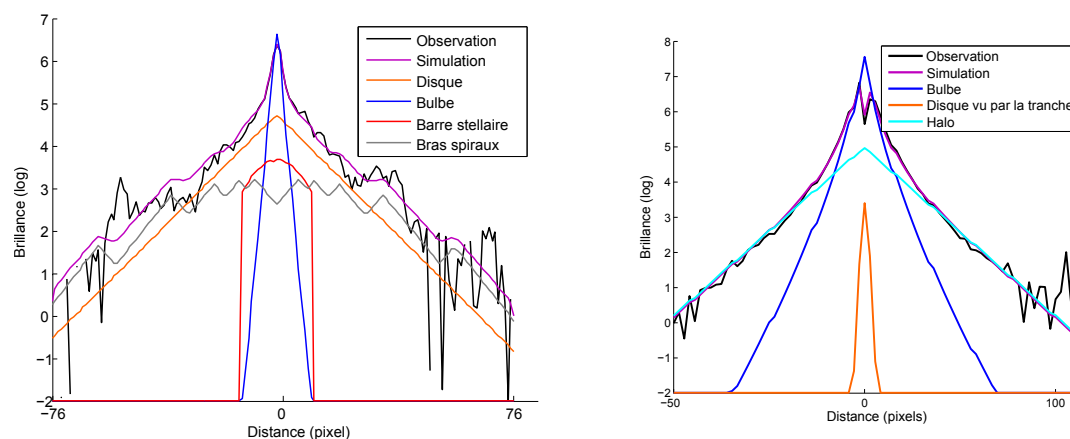 7
6
5
4
3
2
1
0
−1
−2
−76
0
76
Brillance (log)
Distance (pixel)
Observation
Simulation
Disque
Bulbe
Barre stellaire
Bras spiraux
8
7
6
5
4
3
2
1
0
−1
−2
−50
0
100
Brillance (log)
Distance (pixels)
Observation
Simulation
Bulbe
Disque vu par la tranche
Halo